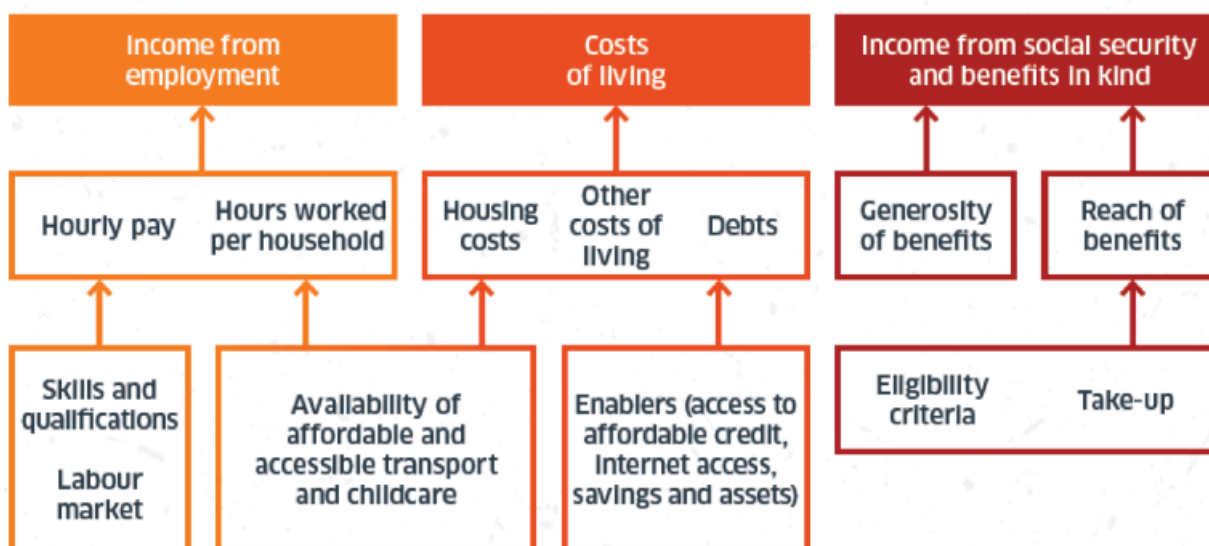 Income from
employment
Costs
of living
Income from social security
and benefits in kind
Hourly pay
Hours worked
per household
Housing
costs
Other
costs of
living
Debts
Generosity
of benefits
Reach of
benefits
Skills and
qualifications
Labour
market
Availability of
affordable and
accessible transport
and childcare
Enablers (access to
affordable credit,
internet access,
savings and assets)
Eligibility
criteria
Take-up